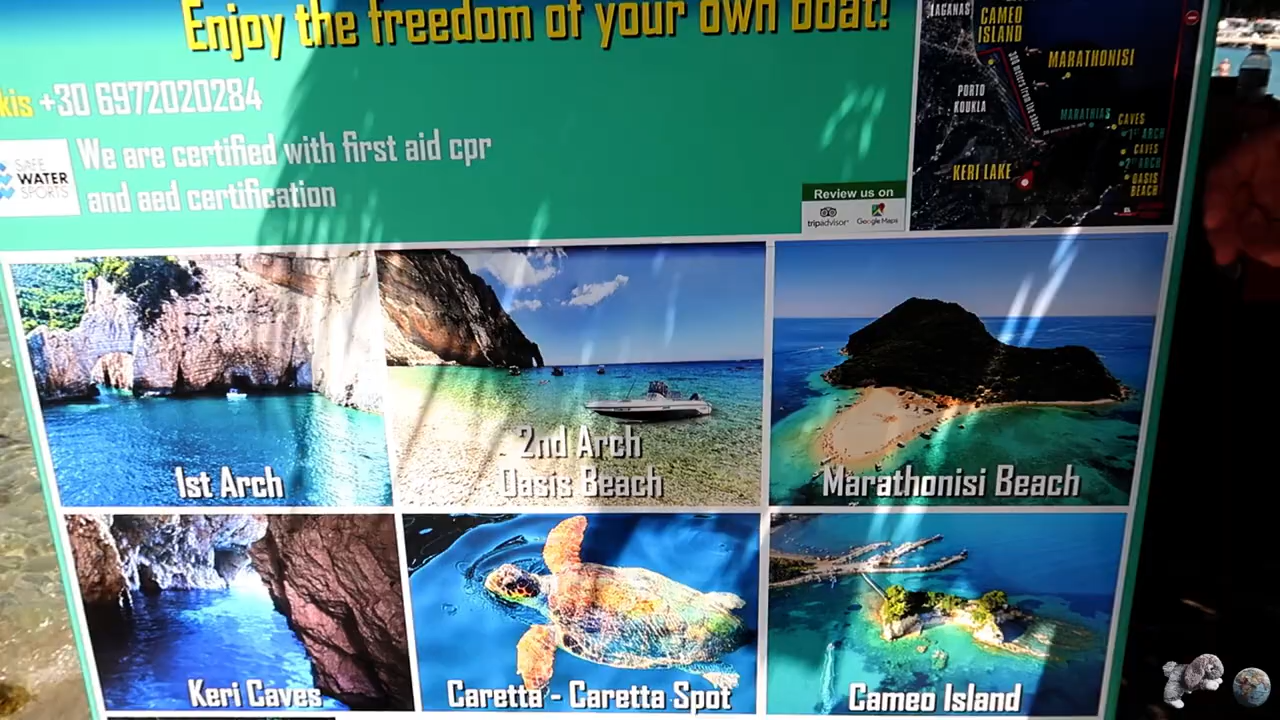 Enjoy the freedom of your own boat!
kis +30 6972020284
We are certified with first aid cpr
and aed certification
SAFE
WATER
SPORTS
Review us on
tripadvisor Google Maps
LAGANAS
CAMEO
ISLAND
MARATHONISI
PORTO
KOUKLA
MARATHIAS
CAVES
1st ARCH
CAVES
2nd ARCH
KERI LAKE
OASIS
BEACH
1st Arch
2nd Arch
Oasis Beach
Marathonisi Beach
Keri Caves
Caretta - Caretta Spot
Cameo Island